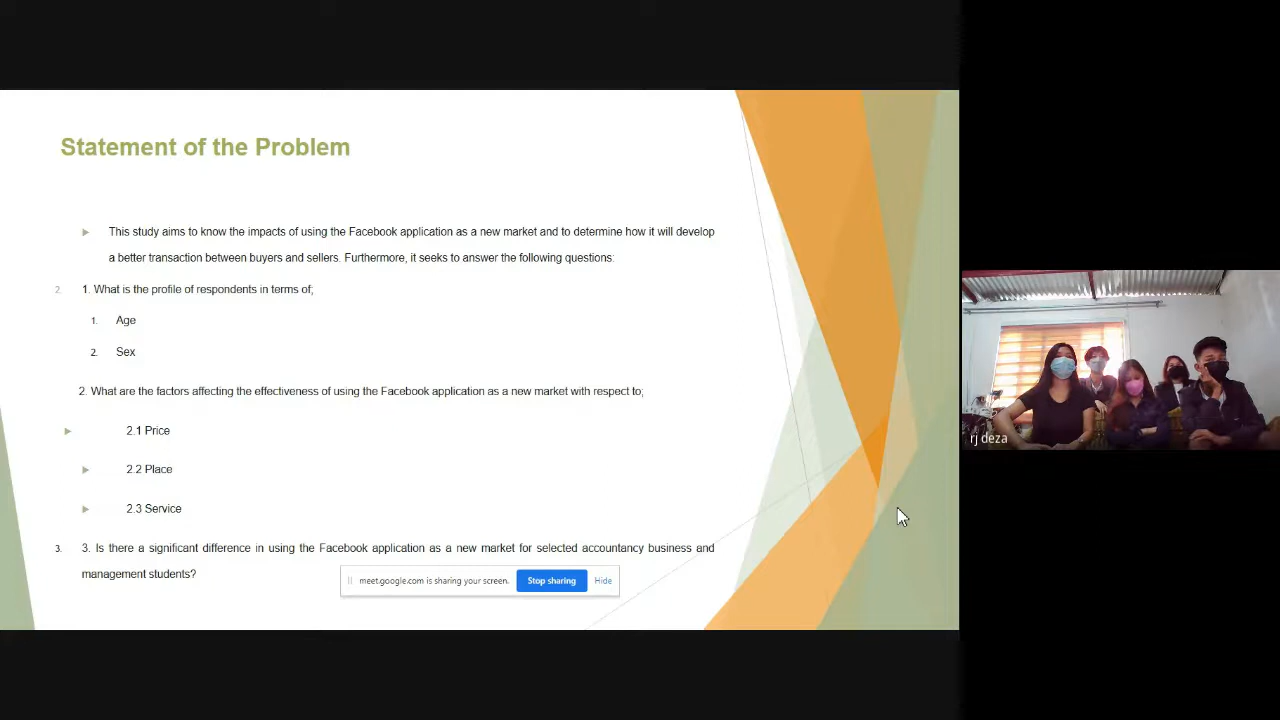 Statement of the Problem
This study aims to know the impacts of using the Facebook application as a new market and to determine how it will develop
a better transaction between buyers and sellers. Furthermore, it seeks to answer the following questions:
2. 1. What is the profile of respondents in terms of;
1. Age
2. Sex
2. What are the factors affecting the effectiveness of using the Facebook application as a new market with respect to;
2.1 Price
2.2 Place
2.3 Service
3. 3. Is there a significant difference in using the Facebook application as a new market for selected accountancy business and
management students?
meet.google.com is sharing your screen. Stop sharing Hide
rj deza